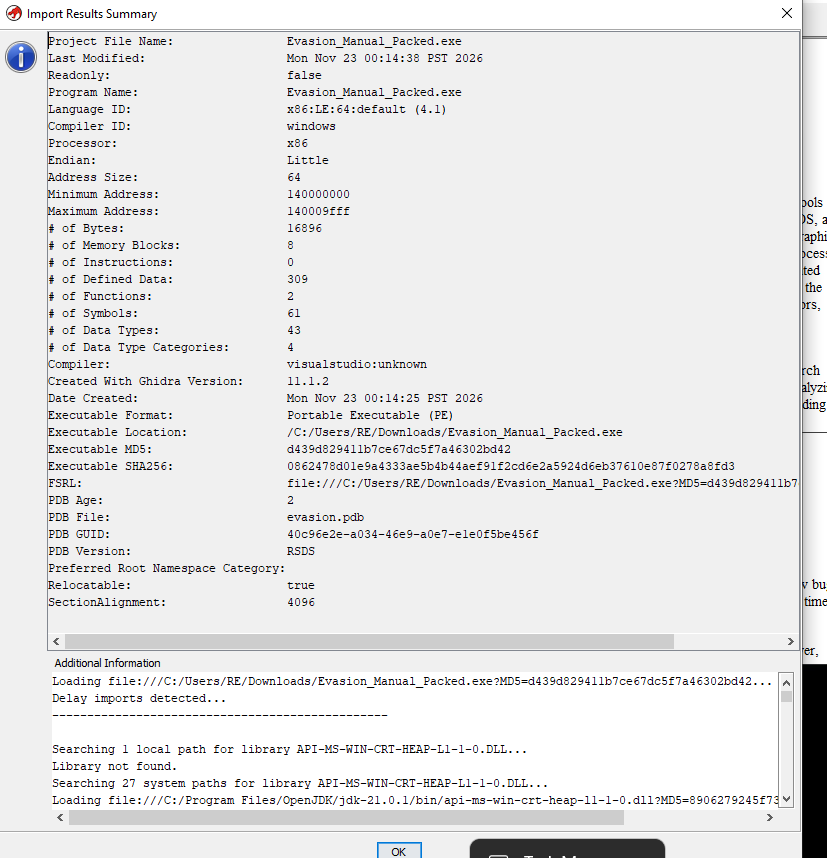 Import Results Summary
Project File Name: Evasion_Manual_Packed.exe
Last Modified: Mon Nov 23 00:14:38 PST 2026
Readonly: false
Program Name: Evasion_Manual_Packed.exe
Language ID: x86:LE:64:default (4.1)
Compiler ID: windows
Processor: x86
Endian: Little
Address Size: 64
Minimum Address: 140000000
Maximum Address: 140009fff
# of Bytes: 16896
# of Memory Blocks: 8
# of Instructions: 0
# of Defined Data: 309
# of Functions: 2
# of Symbols: 61
# of Data Types: 43
# of Data Type Categories: 4
Compiler: visualstudio:unknown
Created With Ghidra Version: 11.1.2
Date Created: Mon Nov 23 00:14:25 PST 2026
Executable Format: Portable Executable (PE)
Executable Location: /C:/Users/RE/Downloads/Evasion_Manual_Packed.exe
Executable MD5: d439d829411b7ce67dc5f7a46302bd42
Executable SHA256: 0862478d01e9a4333ae5b4b44aef91f2cd6e2a5924d6eb37610e87f0278a8fd3
FSRL: file:///C:/Users/RE/Downloads/Evasion_Manual_Packed.exe?MD5=d439d829411b7
PDB Age: 2
PDB File: evasion.pdb
PDB GUID: 40c96e2e-a034-46e9-a0e7-e1e0f5be456f
PDB Version: RSDS
Preferred Root Namespace Category:
Relocatable: true
SectionAlignment: 4096
Additional Information
Loading file:///C:/Users/RE/Downloads/Evasion_Manual_Packed.exe?MD5=d439d829411b7ce67dc5f7a46302bd42...
Delay imports detected...
------------------------------------------------
Searching 1 local path for library API-MS-WIN-CRT-HEAP-L1-1-0.DLL...
Library not found.
Searching 27 system paths for library API-MS-WIN-CRT-HEAP-L1-1-0.DLL...
Loading file:///C:/Program Files/OpenJDK/jdk-21.0.1/bin/api-ms-win-crt-heap-l1-1-0.dll?MD5=8906279245f73
OK